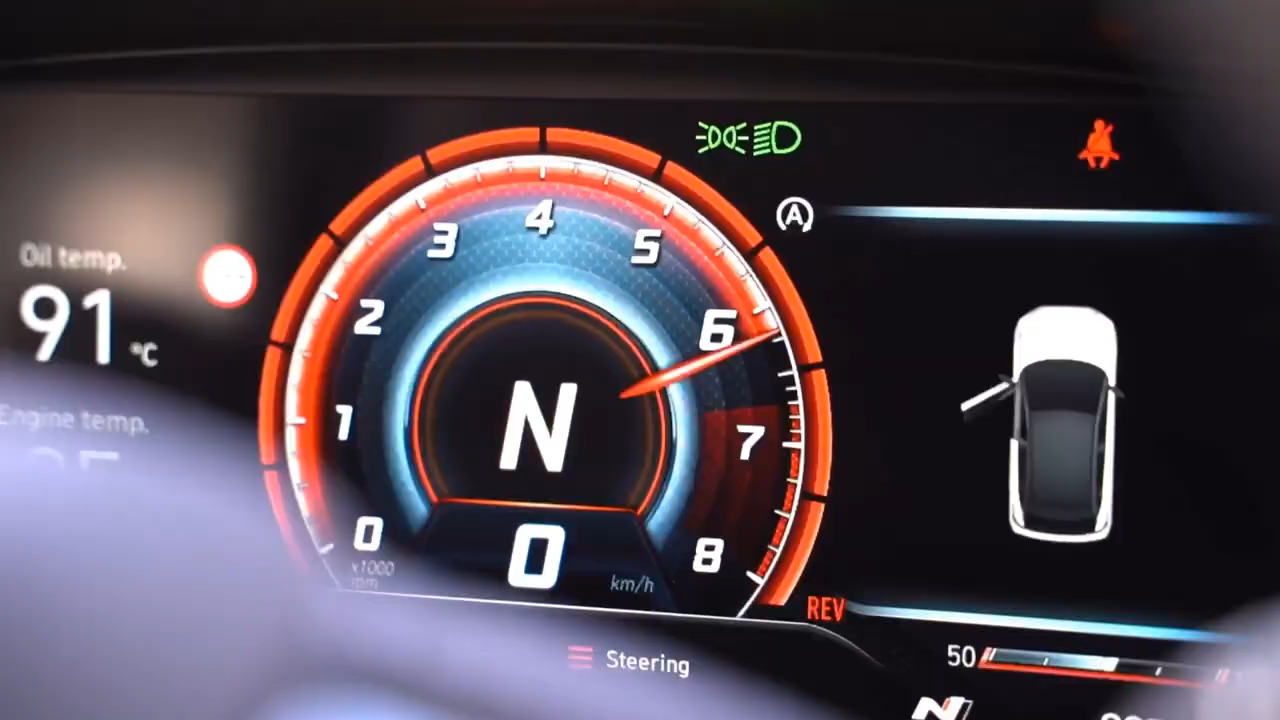 Oil temp.
91 °C
Engine temp.
0
1
2
3
4
5
6
7
8
x1000
rpm
N
0
km/h
A
REV
Steering
50
N